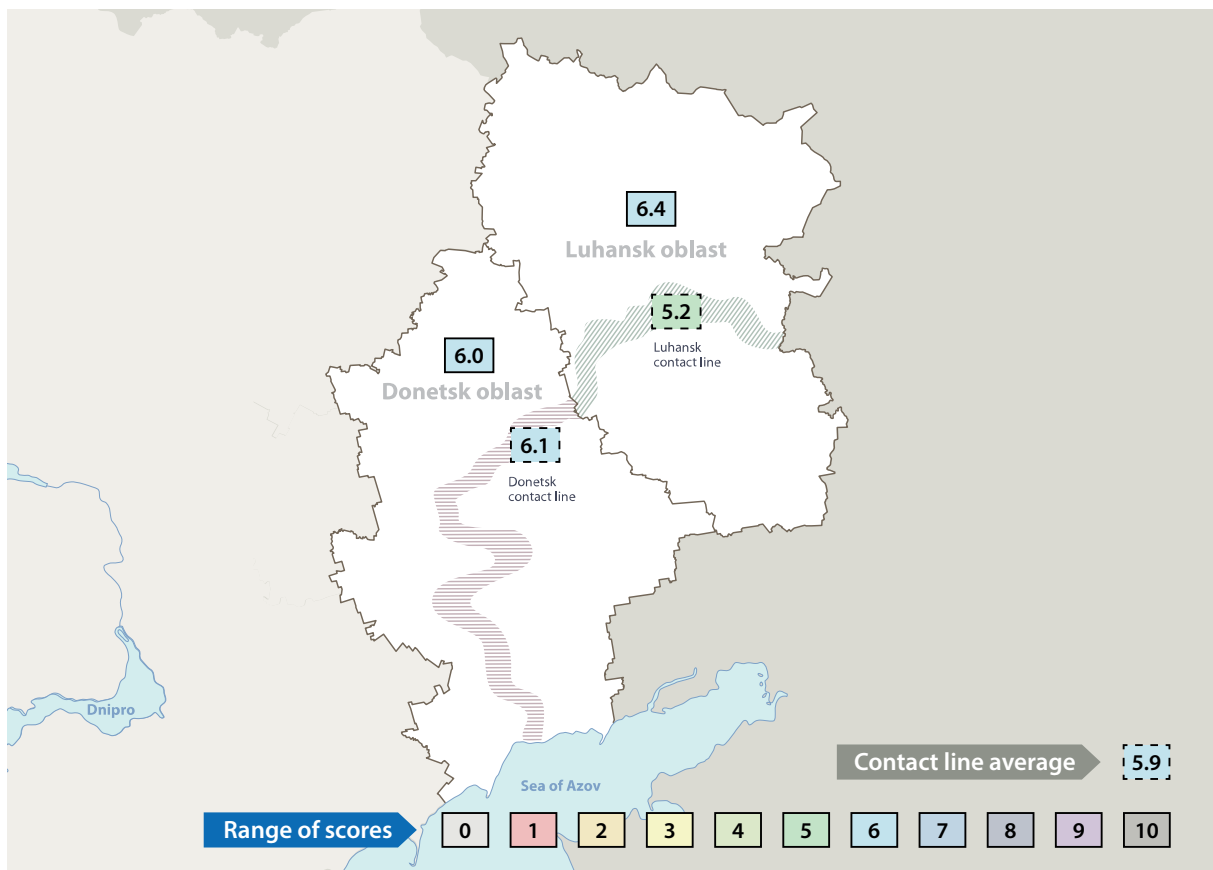 6.4
Luhansk oblast
5.2
Luhansk
contact line
6.0
Donetsk oblast
6.1
Donetsk
contact line
Dnipro
Sea of Azov
Contact line average 5.9
Range of scores 0 1 2 3 4 5 6 7 8 9 10